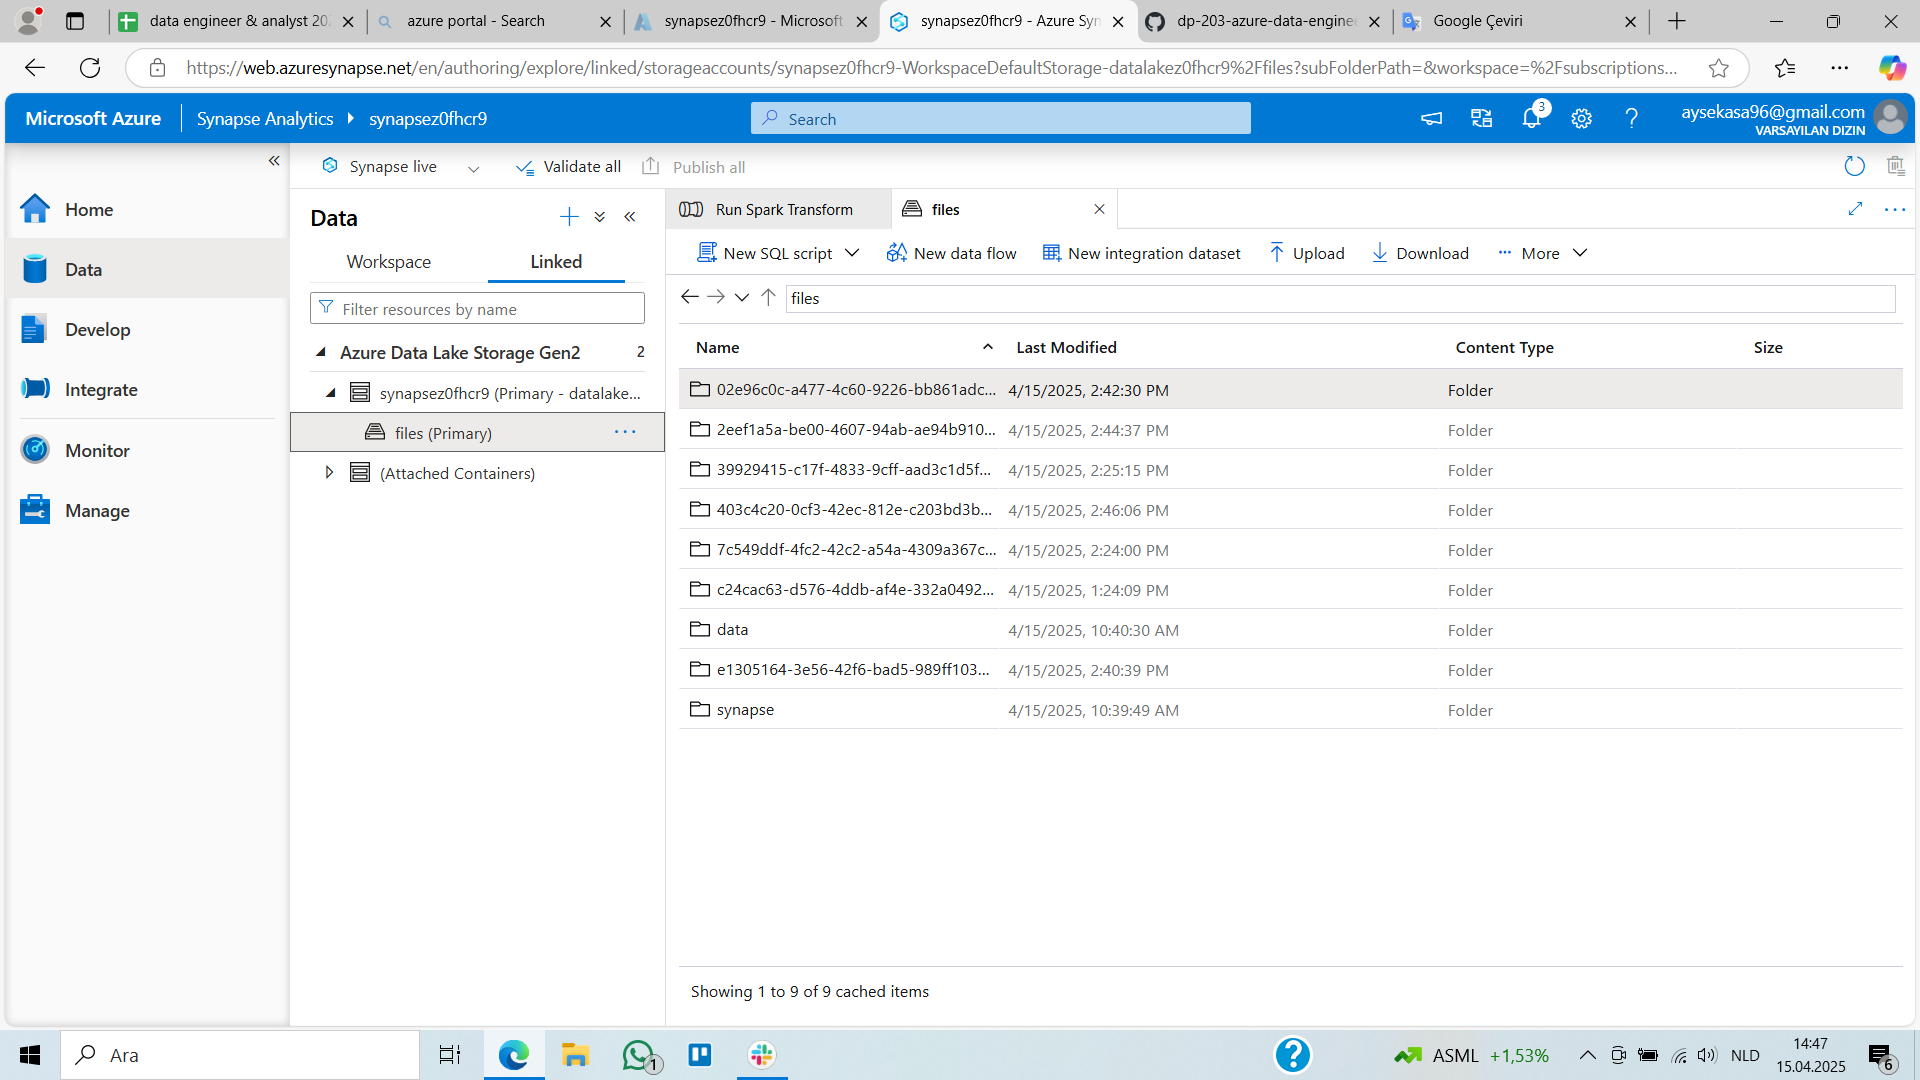 data engineer & analyst 202
azure portal - Search
synapsez0fhcr9 - Microsoft
synapsez0fhcr9 - Azure Syn
dp-203-azure-data-enginee
Google Çeviri
https://web.azuresynapse.net/en/authoring/explore/linked/storageaccounts/synapsez0fhcr9-WorkspaceDefaultStorage-datalakez0fhcr9%2Ffiles?subFolderPath=&workspace=%2Fsubscriptions...
Microsoft Azure
Synapse Analytics
synapsez0fhcr9
Search
3
aysekasa96@gmail.com
VARSAYILAN DIZIN
Synapse live
Validate all
Publish all
Home
Data
Develop
Integrate
Monitor
Manage
Data
Workspace
Linked
Filter resources by name
Azure Data Lake Storage Gen2 2
synapsez0fhcr9 (Primary - datalake...
files (Primary)
(Attached Containers)
Run Spark Transform
files
New SQL script
New data flow
New integration dataset
Upload
Download
More
files
Name Last Modified Content Type Size
02e96c0c-a477-4c60-9226-bb861adc... 4/15/2025, 2:42:30 PM Folder
2eef1a5a-be00-4607-94ab-ae94b910... 4/15/2025, 2:44:37 PM Folder
39929415-c17f-4833-9cff-aad3c1d5f... 4/15/2025, 2:25:15 PM Folder
403c4c20-0cf3-42ec-812e-c203bd3b... 4/15/2025, 2:46:06 PM Folder
7c549ddf-4fc2-42c2-a54a-4309a367c... 4/15/2025, 2:24:00 PM Folder
c24cac63-d576-4ddb-af4e-332a0492... 4/15/2025, 1:24:09 PM Folder
data 4/15/2025, 10:40:30 AM Folder
e1305164-3e56-42f6-bad5-989ff103... 4/15/2025, 2:40:39 PM Folder
synapse 4/15/2025, 10:39:49 AM Folder
Showing 1 to 9 of 9 cached items
Ara
1
ASML +1,53%
NLD
14:47
15.04.2025
6